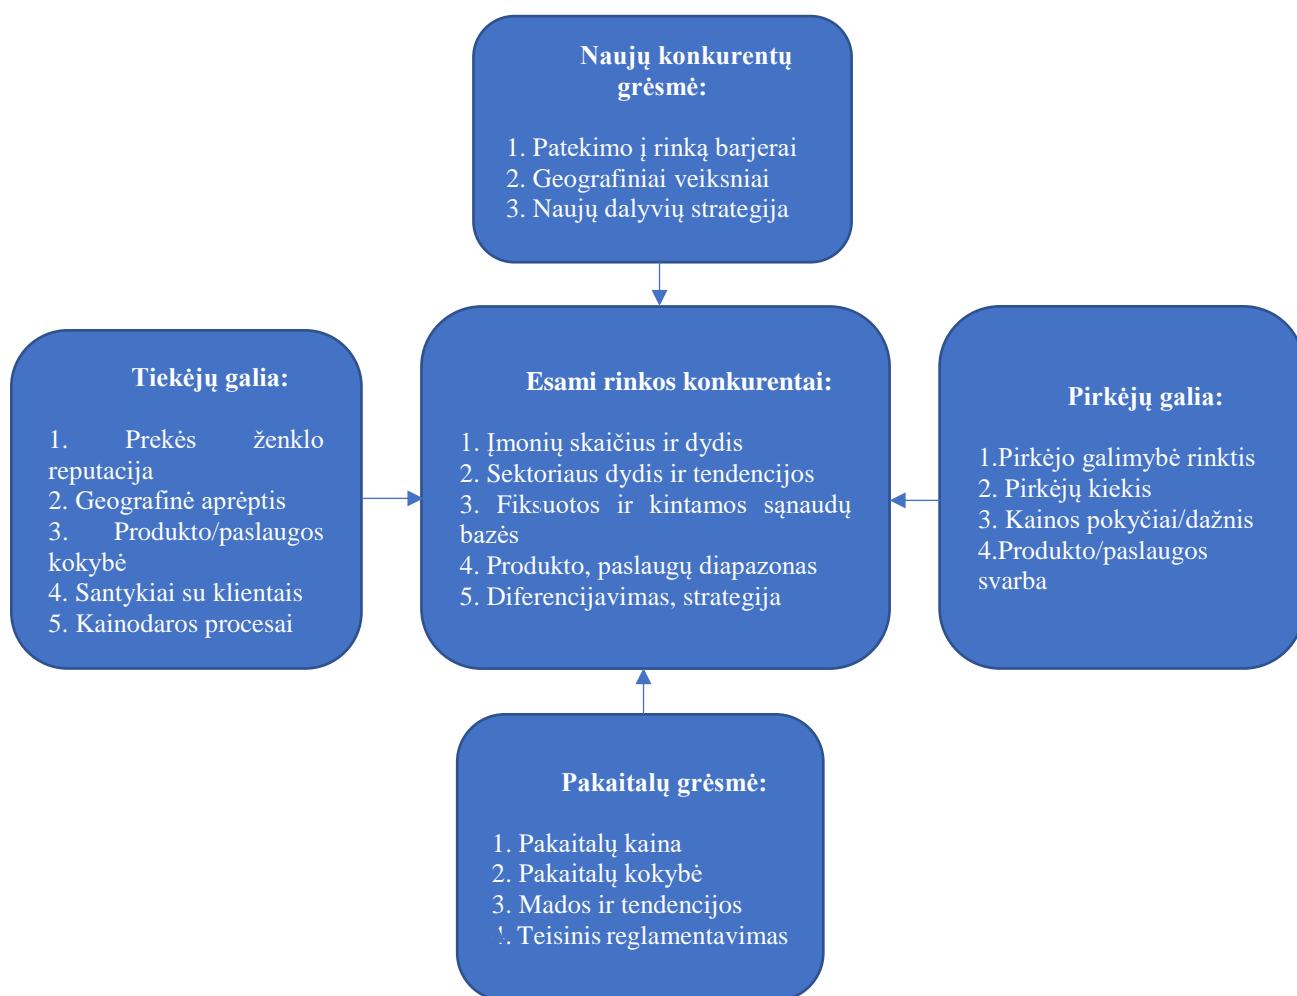 Naujų konkurentų
grėsmė:
1. Patekimo į rinką barjerai
2. Geografiniai veiksniai
3. Naujų dalyvių strategija
Tiekėjų galia:
1. Prekės ženklo
reputacija
2. Geografinė aprėptis
3. Produkto/paslaugos
kokybė
4. Santykiai su klientais
5. Kainodaros procesai
Esami rinkos konkurentai:
1. Įmonių skaičius ir dydis
2. Sektoriaus dydis ir tendencijos
3. Fiksuotos ir kintamos sąnaudų
bazės
4. Produkto, paslaugų diapazonas
5. Diferencijavimas, strategija
Pirkėjų galia:
1.Pirkėjo galimybė rinktis
2. Pirkėjų kiekis
3. Kainos pokyčiai/dažnis
4.Produkto/paslaugos
svarba
Pakaitalų grėsmė:
1. Pakaitalų kaina
2. Pakaitalų kokybė
3. Mados ir tendencijos
4. Teisinis reglamentavimas